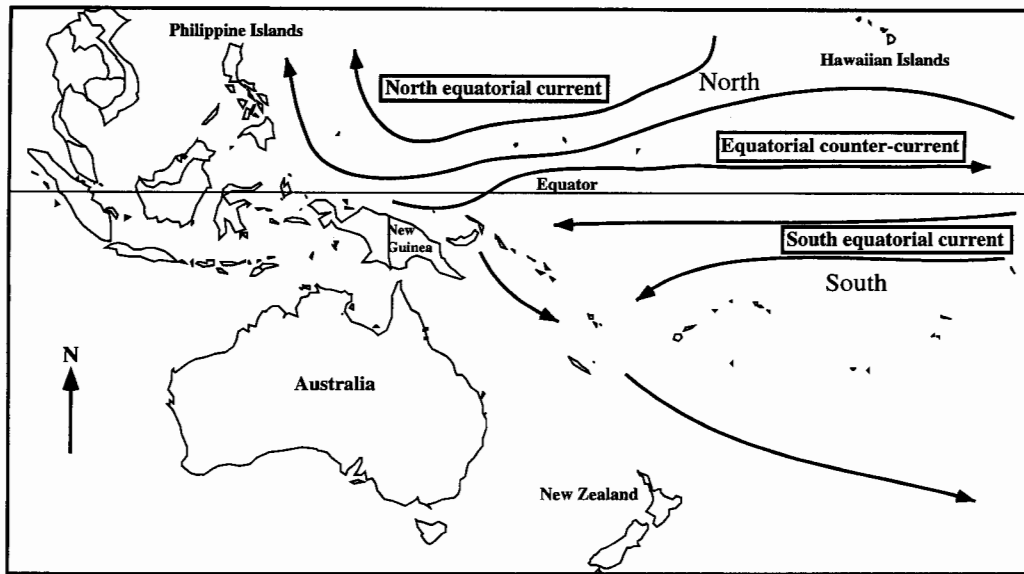 Philippine Islands
Hawaiian Islands
North equatorial current
North
Equatorial counter-current
Equator
New
Guinea
South equatorial current
South
N
Australia
New Zealand